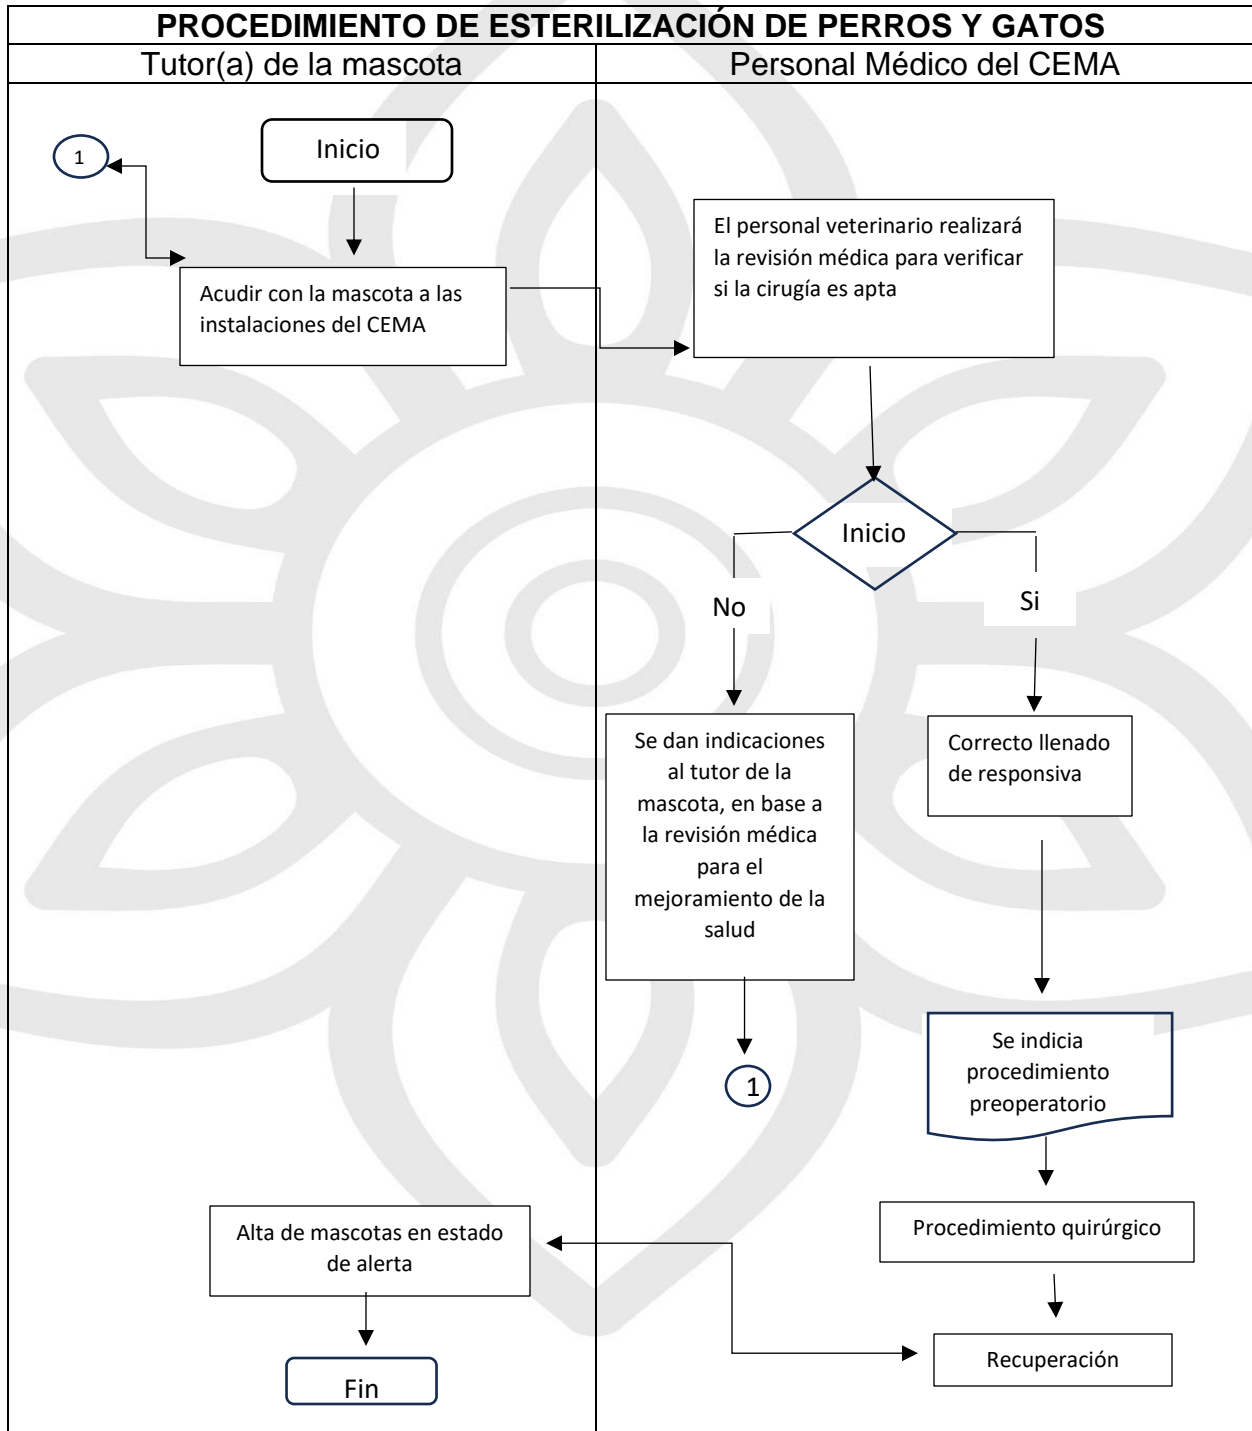 PROCEDIMIENTO DE ESTERILIZACIÓN DE PERROS Y GATOS
Tutor(a) de la mascota
Personal Médico del CEMA
1
Inicio
Acudir con la mascota a las
instalaciones del CEMA
El personal veterinario realizará
la revisión médica para verificar
si la cirugía es apta
Inicio
No
Si
Se dan indicaciones
al tutor de la
mascota, en base a
la revisión médica
para el
mejoramiento de la
salud
Correcto llenado
de responsiva
1
Se indicia
procedimiento
preoperatorio
Procedimiento quirúrgico
Recuperación
Alta de mascotas en estado
de alerta
Fin